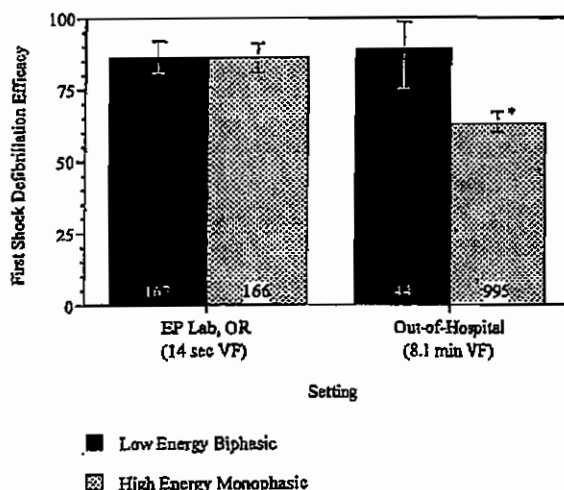 First Shock Defibrillation Efficacy
100
75
50
25
0
*
166
44
995
EP Lab, OR
(14 sec VF)
Out-of-Hospital
(8.1 min VF)
Setting
Low Energy Biphasic
High Energy Monophasic